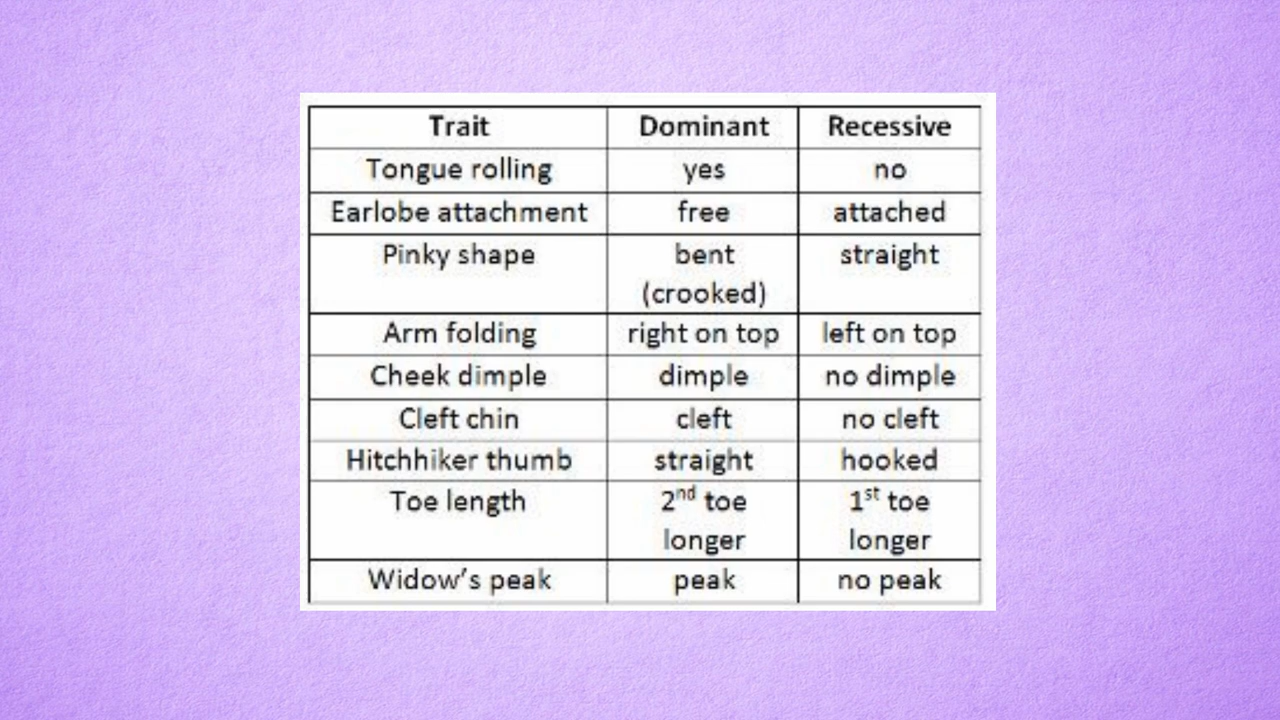 Trait Dominant Recessive
Tongue rolling yes no
Earlobe attachment free attached
Pinky shape bent straight
(crooked)
Arm folding right on top left on top
Cheek dimple dimple no dimple
Cleft chin cleft no cleft
Hitchhiker thumb straight hooked
Toe length 2nd toe 1st toe
longer longer
Widow's peak peak no peak